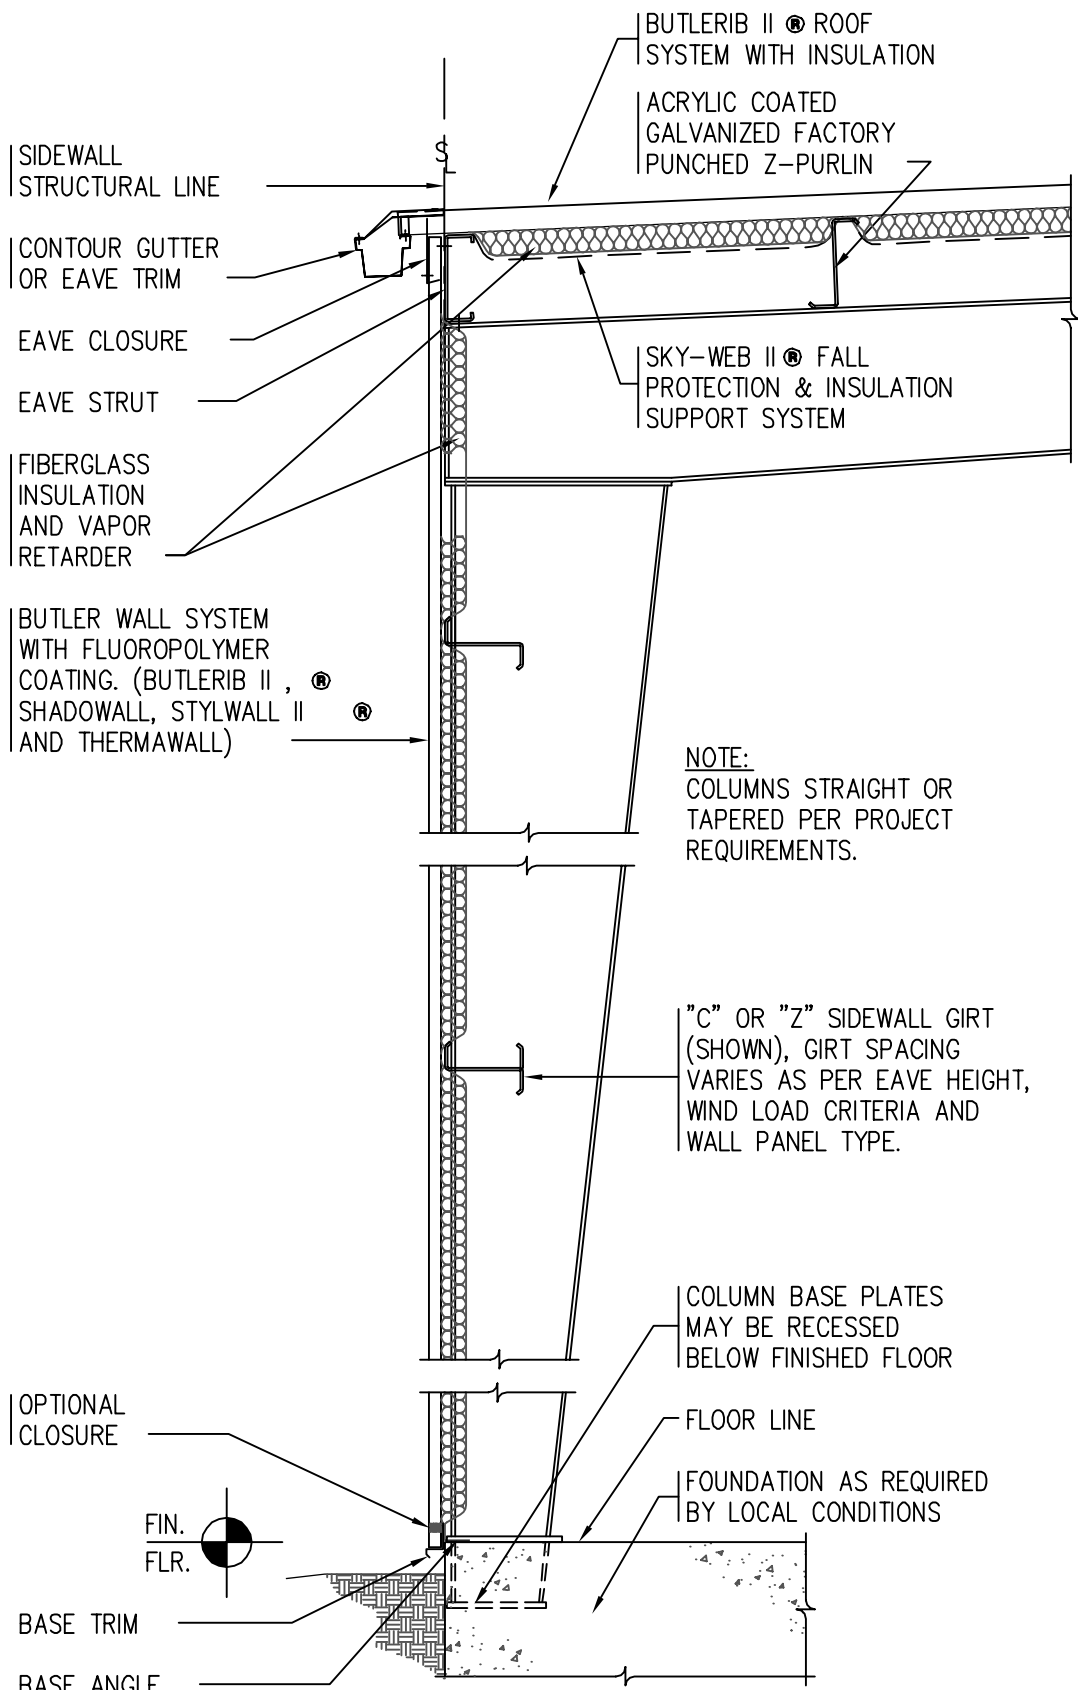 BUTLERIB II ® ROOF
SYSTEM WITH INSULATION
ACRYLIC COATED
GALVANIZED FACTORY
PUNCHED Z-PURLIN
SL
SIDEWALL
STRUCTURAL LINE
CONTOUR GUTTER
OR EAVE TRIM
EAVE CLOSURE
EAVE STRUT
SKY-WEB II ® FALL
PROTECTION & INSULATION
SUPPORT SYSTEM
FIBERGLASS
INSULATION
AND VAPOR
RETARDER
BUTLER WALL SYSTEM
WITH FLUOROPOLYMER
COATING. (BUTLERIB II , ®
SHADOWALL, STYLWALL II ®
AND THERMAWALL)
NOTE:
COLUMNS STRAIGHT OR
TAPERED PER PROJECT
REQUIREMENTS.
"C" OR "Z" SIDEWALL GIRT
(SHOWN), GIRT SPACING
VARIES AS PER EAVE HEIGHT,
WIND LOAD CRITERIA AND
WALL PANEL TYPE.
COLUMN BASE PLATES
MAY BE RECESSED
BELOW FINISHED FLOOR
OPTIONAL
CLOSURE
FLOOR LINE
FOUNDATION AS REQUIRED
BY LOCAL CONDITIONS
FIN.
FLR.
BASE TRIM
BASE ANGLE